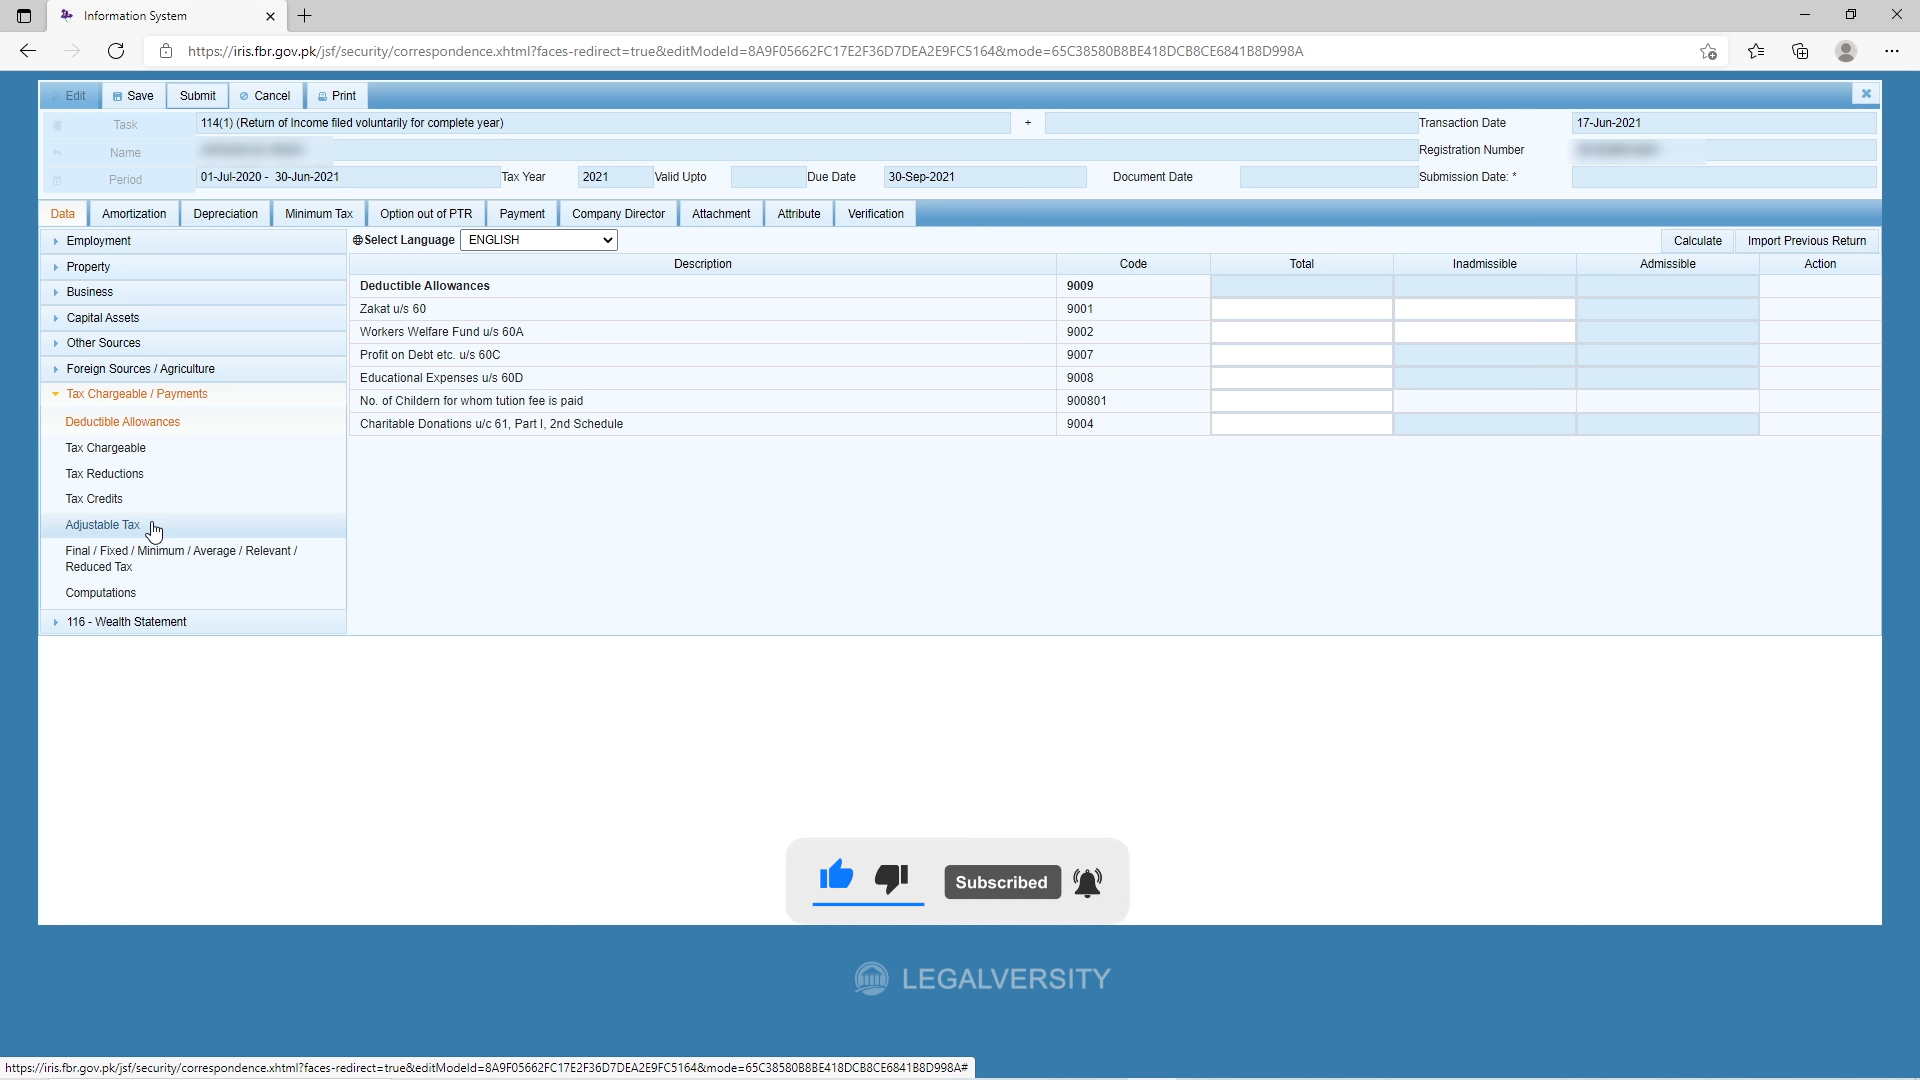 Information System
https://iris.fbr.gov.pk/jsf/security/correspondence.xhtml?faces-redirect=true&editModeId=8A9F05662FC17E2F36D7DEA2E9FC5164&mode=65C38580B8BE418DCB8CE6841B8D998A
Edit Save Submit Cancel Print
Task 114(1) (Return of Income filed voluntarily for complete year) + Transaction Date 17-Jun-2021
Name Registration Number
Period 01-Jul-2020 - 30-Jun-2021 Tax Year 2021 Valid Upto Due Date 30-Sep-2021 Document Date Submission Date: *
Data Amortization Depreciation Minimum Tax Option out of PTR Payment Company Director Attachment Attribute Verification
Employment
Property
Business
Capital Assets
Other Sources
Foreign Sources / Agriculture
Tax Chargeable / Payments
Deductible Allowances
Tax Chargeable
Tax Reductions
Tax Credits
Adjustable Tax
Final / Fixed / Minimum / Average / Relevant /
Reduced Tax
Computations
116 - Wealth Statement
Select Language ENGLISH Calculate Import Previous Return
Description Code Total Inadmissible Admissible Action
Deductible Allowances 9009
Zakat u/s 60 9001
Workers Welfare Fund u/s 60A 9002
Profit on Debt etc. u/s 60C 9007
Educational Expenses u/s 60D 9008
No. of Childern for whom tution fee is paid 900801
Charitable Donations u/c 61, Part I, 2nd Schedule 9004
Subscribed
LEGALVERSITY
https://iris.fbr.gov.pk/jsf/security/correspondence.xhtml?faces-redirect=true&editModeId=8A9F05662FC17E2F36D7DEA2E9FC5164&mode=65C38580B8BE418DCB8CE6841B8D998A#